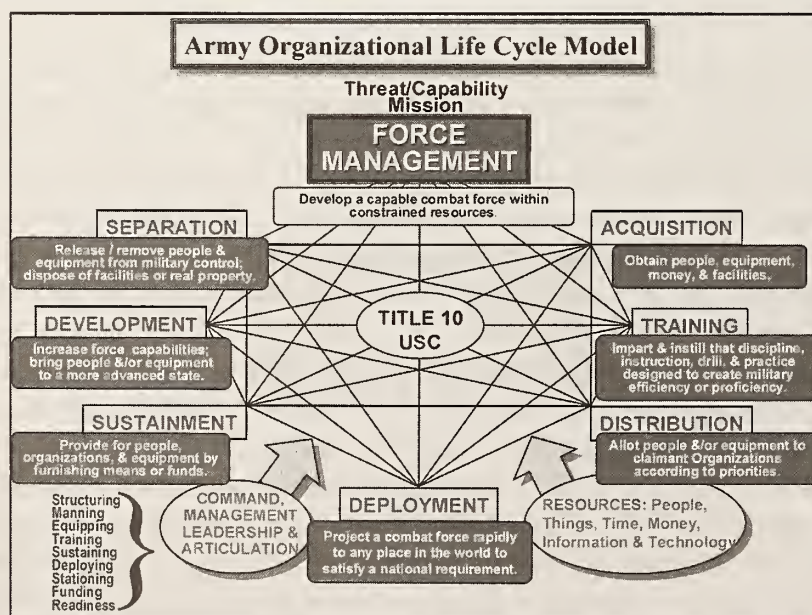 Army Organizational Life Cycle Model
Threat/Capability
Mission
FORCE
MANAGEMENT
Develop a capable combat force within
constrained resources.
SEPARATION
Release / remove people &
equipment from military control;
dispose of facilities or real property.
ACQUISITION
Obtain people, equipment,
money, & facilities.
TITLE 10
USC
DEVELOPMENT
Increase force capabilities;
bring people &/or equipment
to a more advanced state.
TRAINING
Impart & instill that discipline,
instruction, drill, & practice
designed to create military
efficiency or proficiency.
SUSTAINMENT
Provide for people,
organizations, & equipment by
furnishing means or funds.
DISTRIBUTION
Allot people &/or equipment to
claimant Organizations
according to priorities.
Structuring
Manning
Equipping
Training
Sustaining
Deploying
Stationing
Funding
Readiness
COMMAND,
MANAGEMENT
LEADERSHIP &
ARTICULATION
DEPLOYMENT
Project a combat force rapidly
to any place in the world to
satisfy a national requirement.
RESOURCES: People,
Things, Time, Money,
Information & Technology